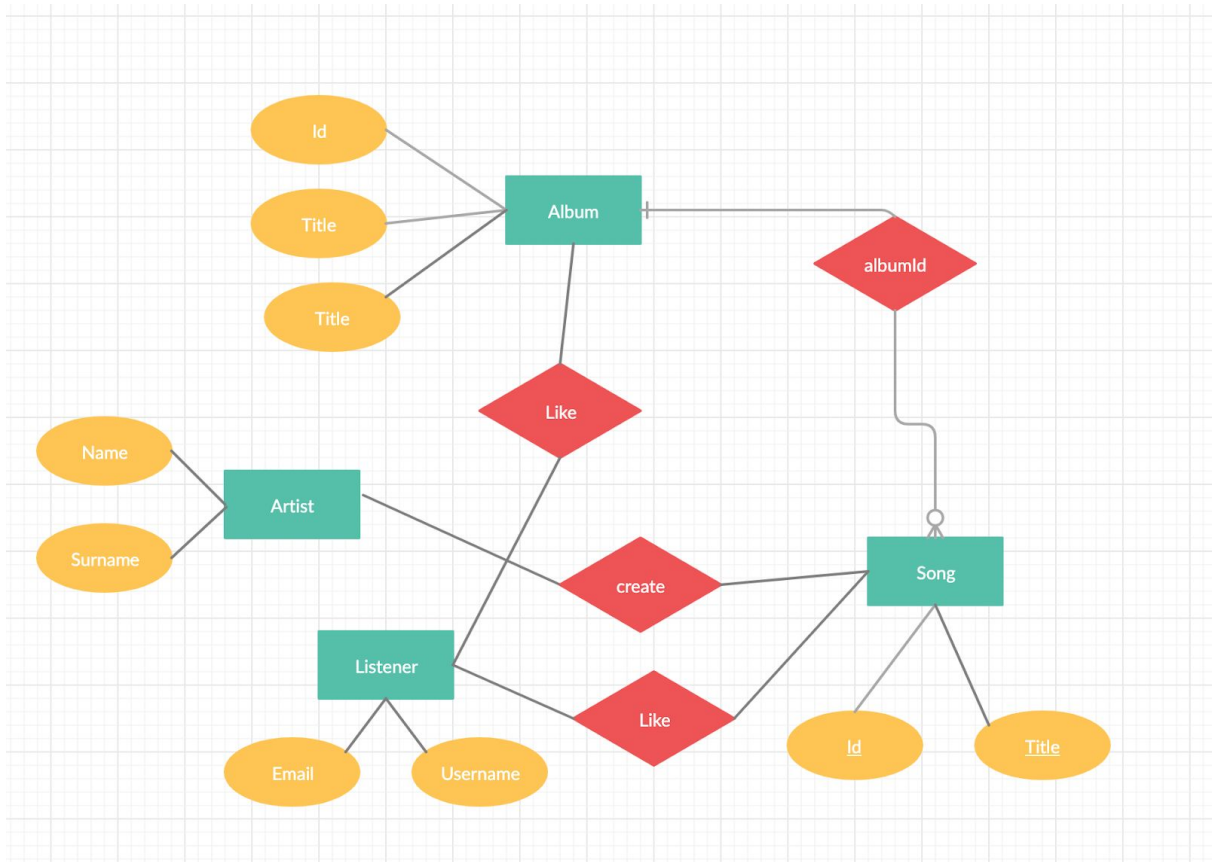 Id
Album
Title
albumId
Title
Like
Name
Artist
Surname
create
Song
Listener
Like
Email
Username
Id
Title